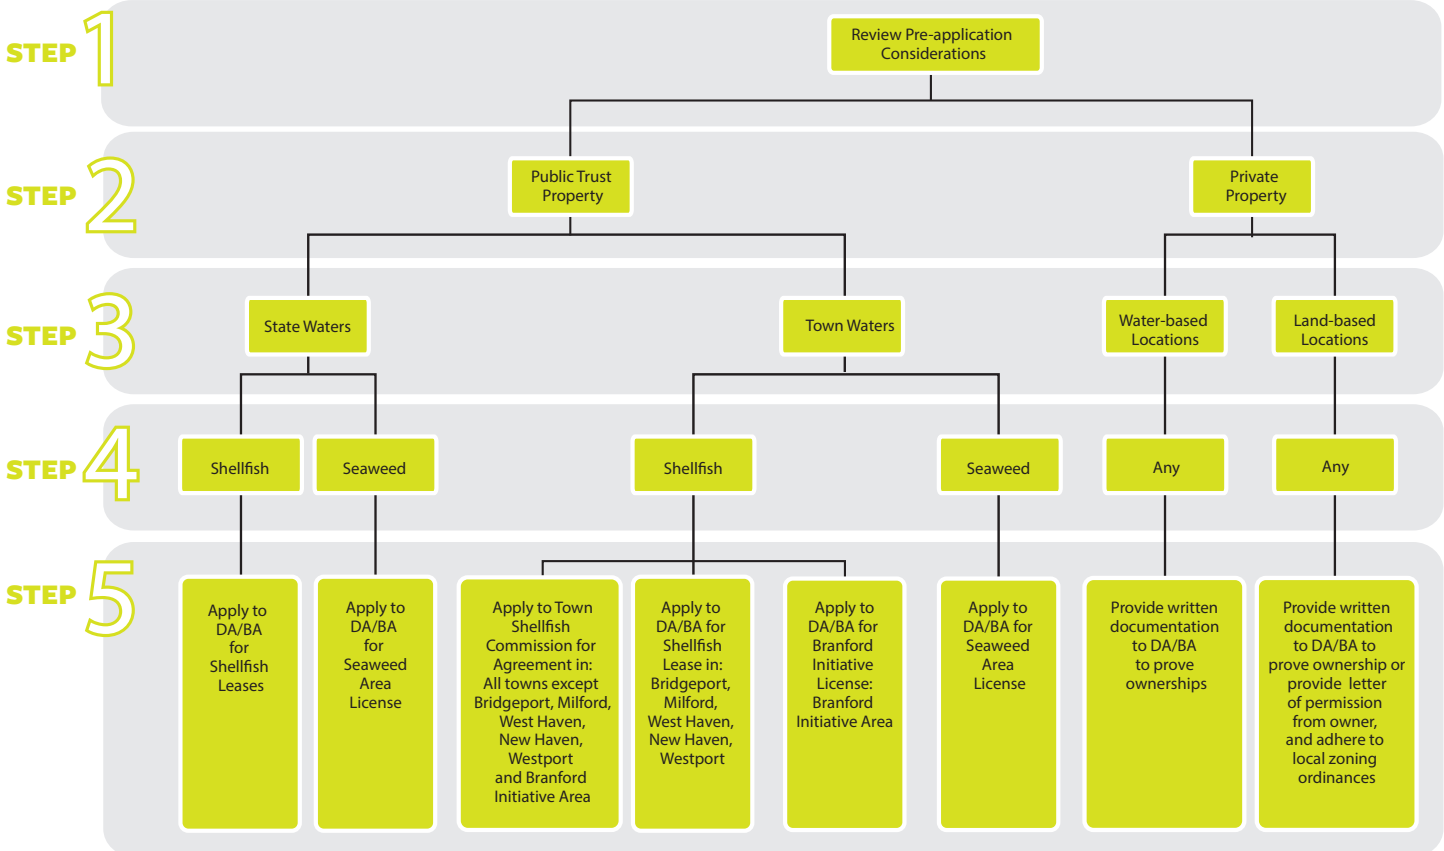 STEP 1
Review Pre-application
Considerations
STEP 2
Public Trust
Property
Private
Property
STEP 3
State Waters
Town Waters
Water-based
Locations
Land-based
Locations
STEP 4
Shellfish
Seaweed
Shellfish
Seaweed
Any
Any
STEP 5
Apply to
DA/BA
for
Shellfish
Leases
Apply to
DA/BA
for
Seaweed
Area
License
Apply to Town
Shellfish
Commission for
Agreement in:
All towns except
Bridgeport, Milford,
West Haven,
New Haven,
Westport
and Branford
Initiative Area
Apply to
DA/BA for
Shellfish
Lease in:
Bridgeport,
Milford,
West Haven,
New Haven,
Westport
Apply to
DA/BA for
Branford
Initiative
License:
Branford
Initiative Area
Apply to
DA/BA for
Seaweed
Area
License
Provide written
documentation
to DA/BA
to prove
ownerships
Provide written
documentation
to DA/BA to
prove ownership or
provide letter
of permission
from owner,
and adhere to
local zoning
ordinances